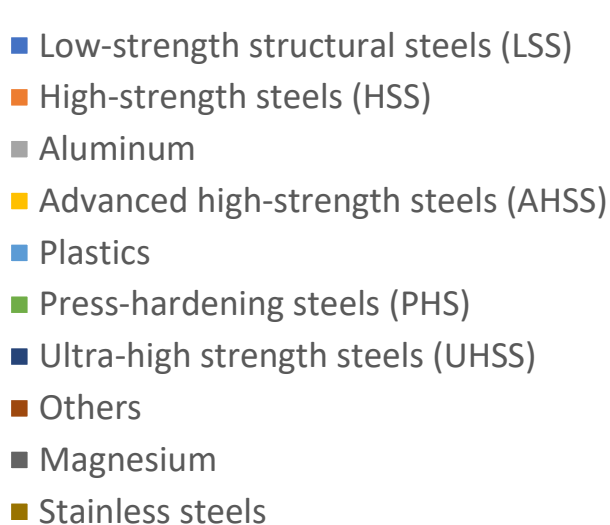 Low-strength structural steels (LSS)
High-strength steels (HSS)
Aluminum
Advanced high-strength steels (AHSS)
Plastics
Press-hardening steels (PHS)
Ultra-high strength steels (UHSS)
Others
Magnesium
Stainless steels